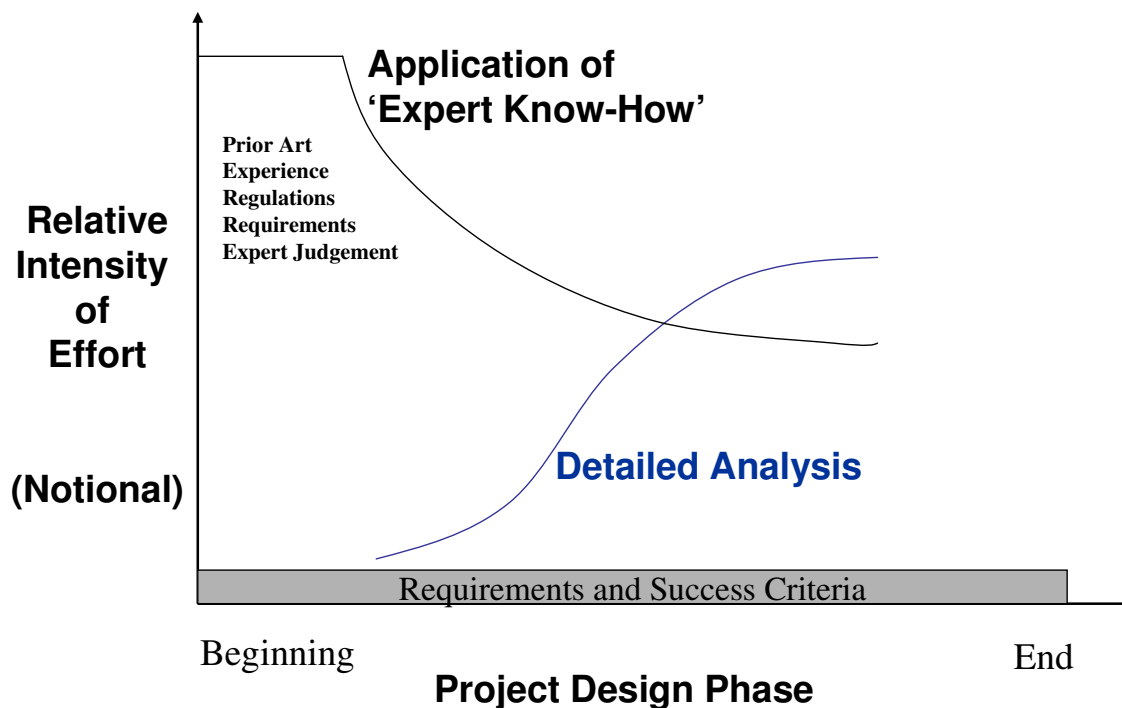 Application of
‘Expert Know-How’
Prior Art
Experience
Regulations
Requirements
Expert Judgement
Relative
Intensity
of
Effort
(Notional)
Detailed Analysis
Requirements and Success Criteria
Beginning
End
Project Design Phase